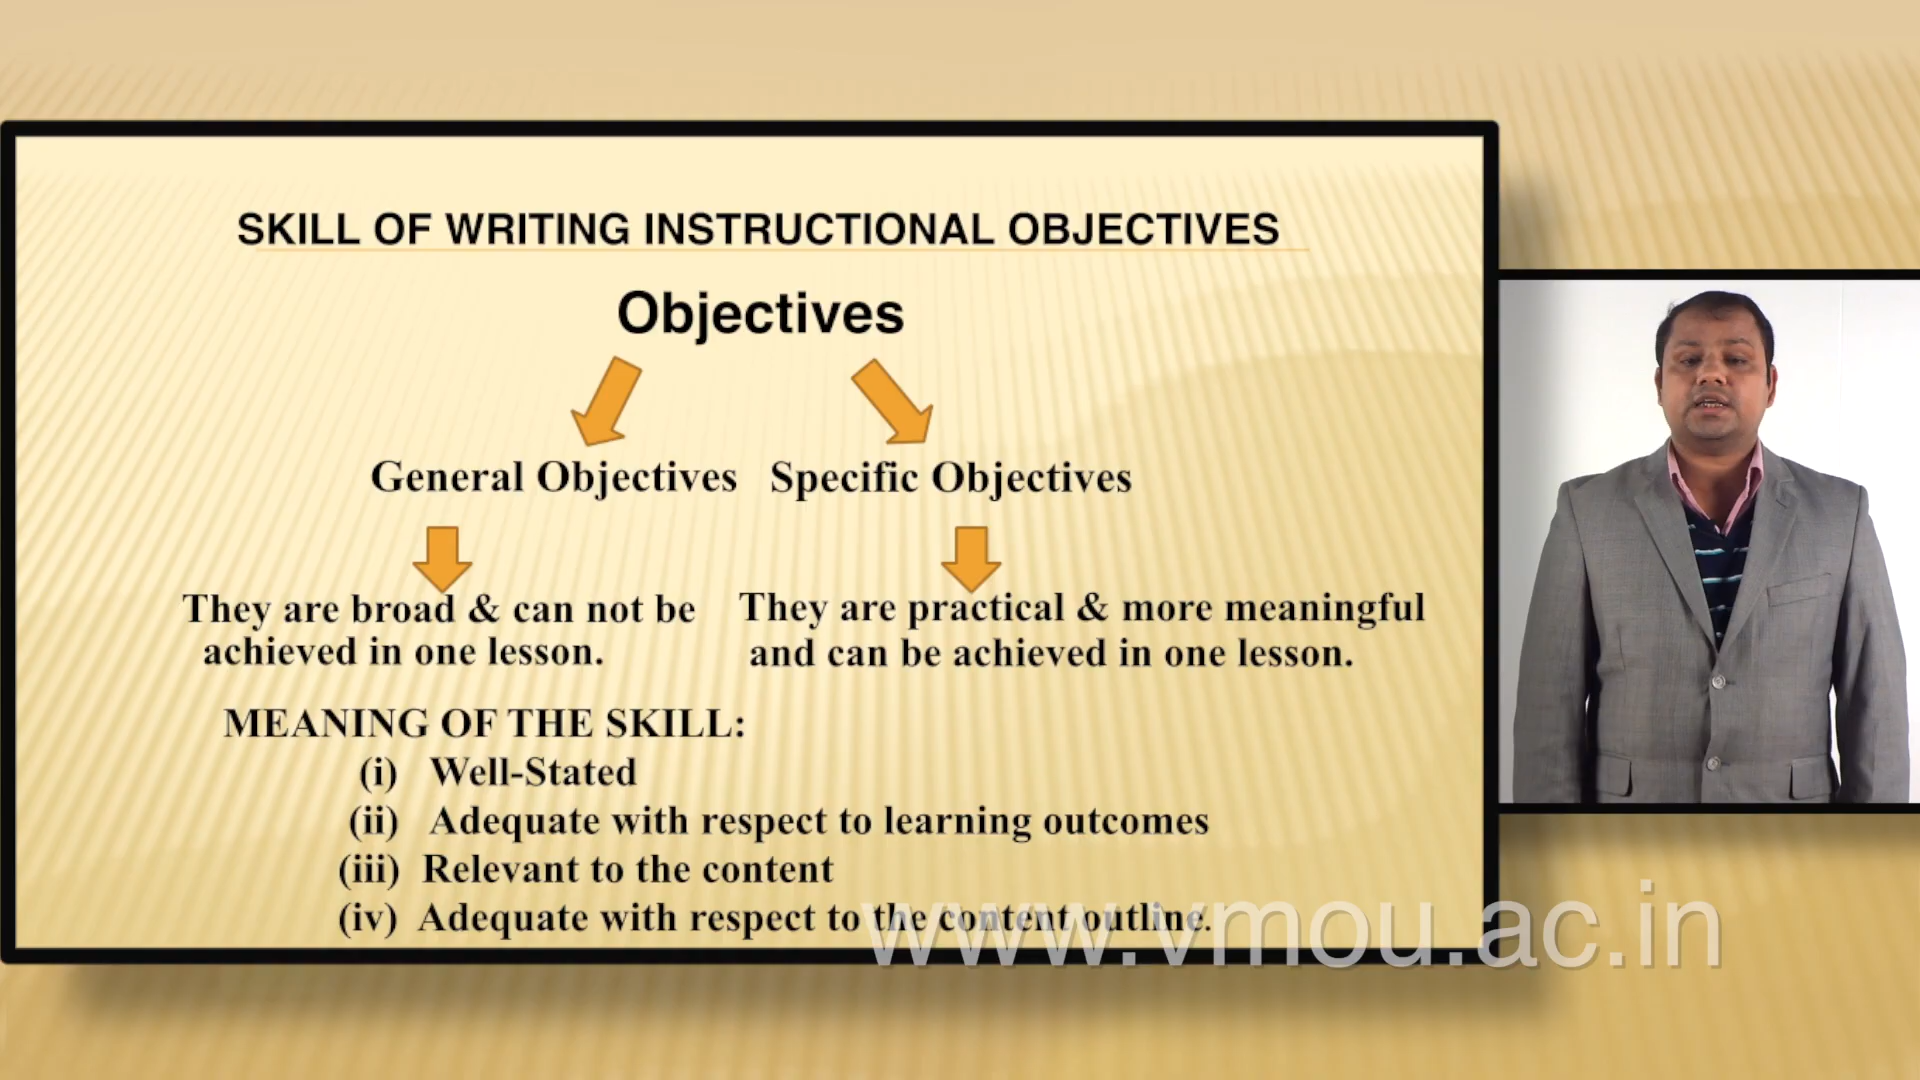 SKILL OF WRITING INSTRUCTIONAL OBJECTIVES
Objectives
General Objectives Specific Objectives
They are broad & can not be
achieved in one lesson.
They are practical & more meaningful
and can be achieved in one lesson.
MEANING OF THE SKILL:
(i) Well-Stated
(ii) Adequate with respect to learning outcomes
(iii) Relevant to the content
(iv) Adequate with respect to the content outline.
www.vmou.ac.in